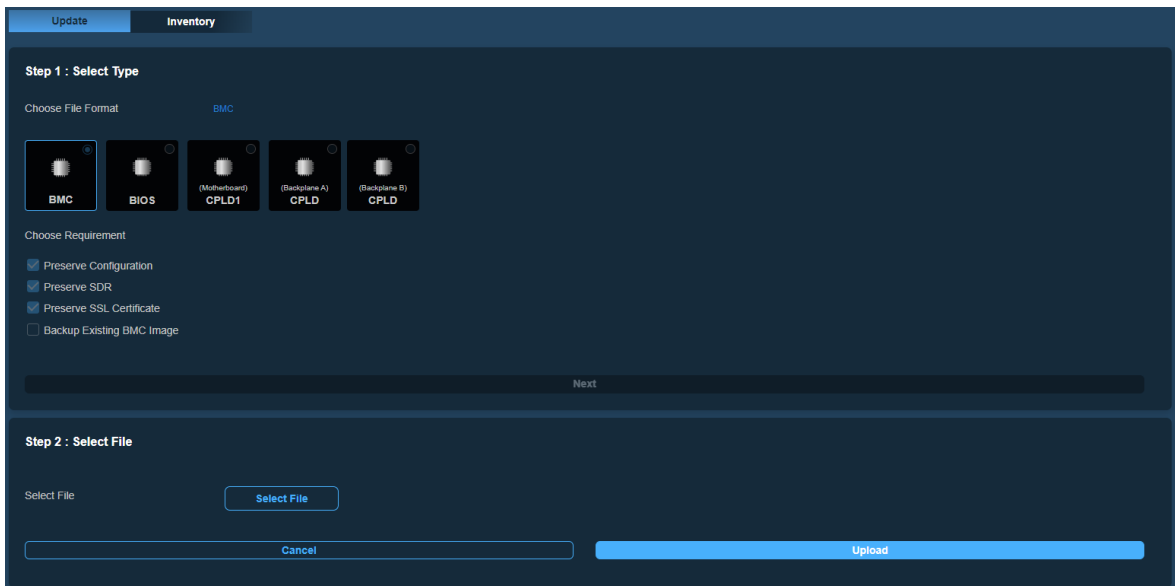 Update Inventory
Step 1 : Select Type
Choose File Format BMC
(Motherboard) (Backplane A) (Backplane B)
BMC BIOS CPLD1 CPLD CPLD
Choose Requirement
Preserve Configuration
Preserve SDR
Preserve SSL Certificate
Backup Existing BMC Image
Next
Step 2 : Select File
Select File Select File
Cancel Upload